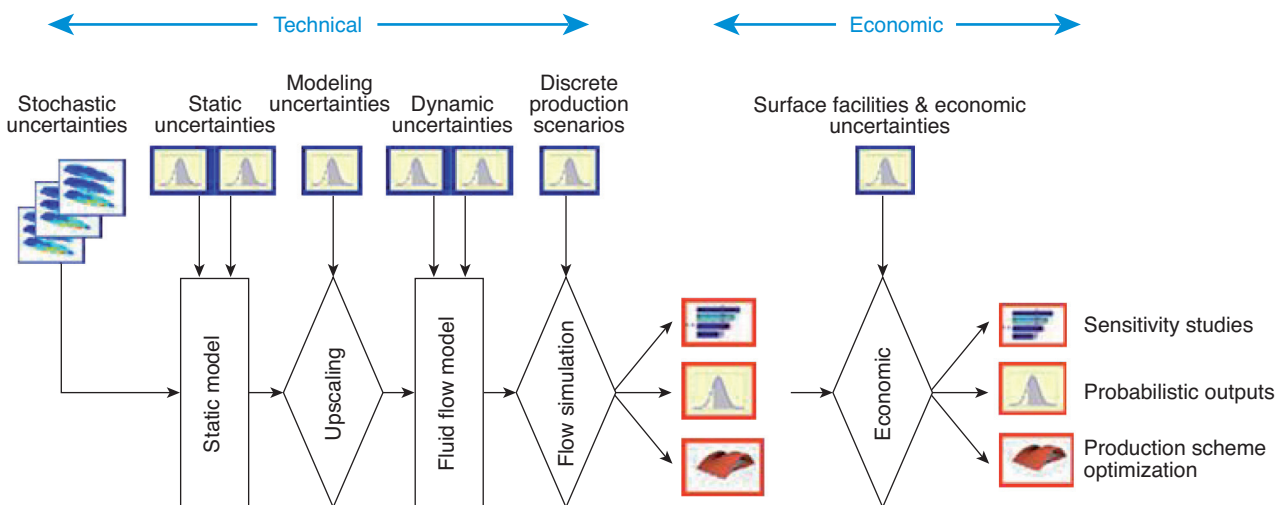 Technical
Economic
Stochastic
uncertainties
Static
uncertainties
Modeling
uncertainties
Dynamic
uncertainties
Discrete
production
scenarios
Surface facilities & economic
uncertainties
Static model
Upscaling
Fluid flow model
Flow simulation
Economic
Sensitivity studies
Probabilistic outputs
Production scheme
optimization